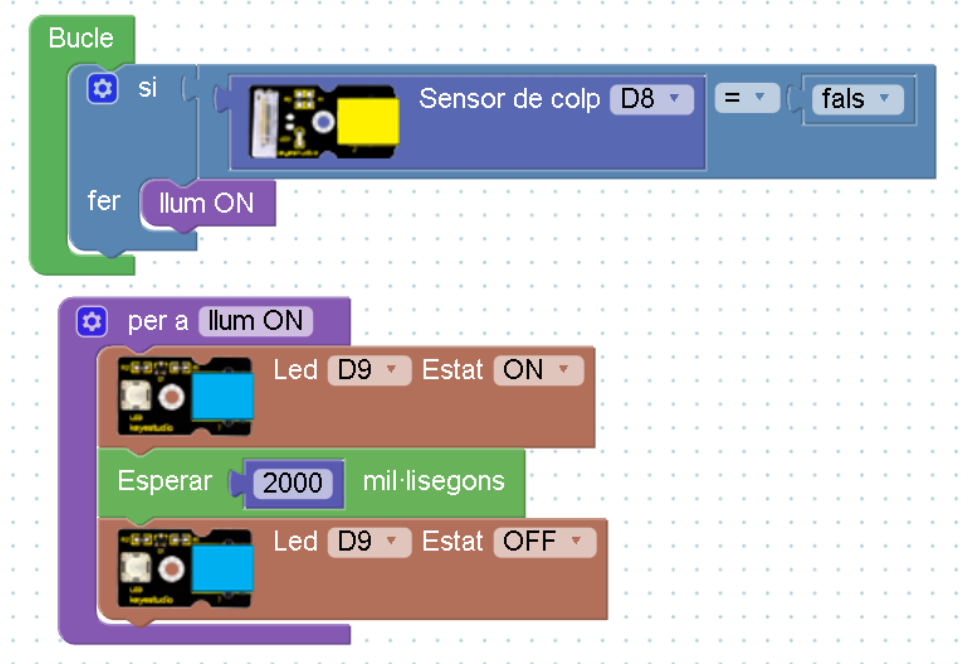 Bucle
si Sensor de colp D8 = fals
fer llum ON
per a llum ON
Led D9 Estat ON
Esperar 2000 mil·lisegons
Led D9 Estat OFF